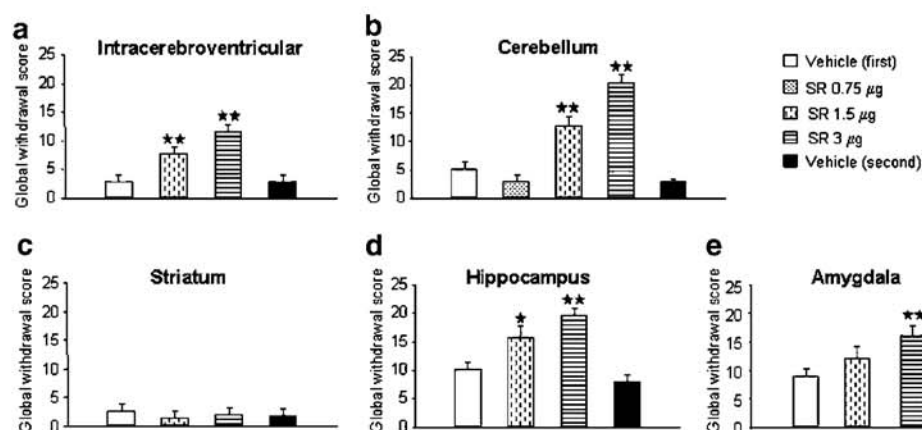 a
Intracerebroventricular
Global withdrawal score
25
20
15
10
5
0
★★
★★
b
Cerebellum
Global withdrawal score
25
20
15
10
5
0
★★
★★
Vehicle (first)
SR 0.75 µg
SR 1.5 µg
SR 3 µg
Vehicle (second)
c
Striatum
Global withdrawal score
25
20
15
10
5
0
d
Hippocampus
Global withdrawal score
25
20
15
10
5
0
★
★★
e
Amygdala
Global withdrawal score
25
20
15
10
5
0
★★